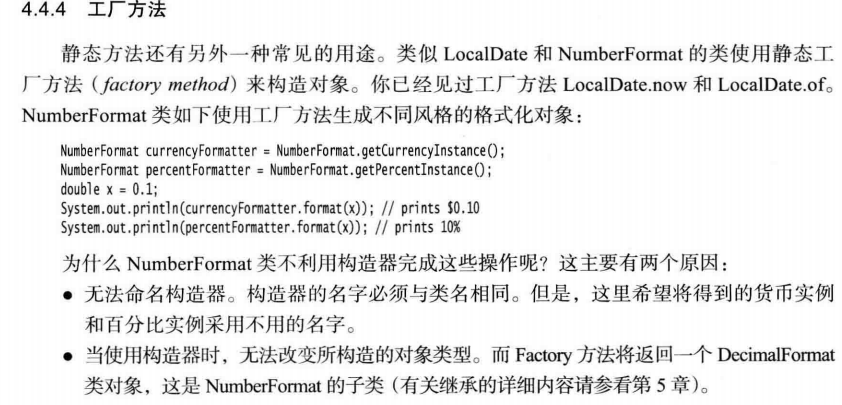 4.4.4 工厂方法
静态方法还有另外一种常见的用途。类似 LocalDate 和 NumberFormat 的类使用静态工
厂方法（factory method）来构造对象。你已经见过工厂方法 LocalDate.now 和 LocalDate.of。
NumberFormat 类如下使用工厂方法生成不同风格的格式化对象：
NumberFormat currencyFormatter = NumberFormat.getCurrencyInstance();
NumberFormat percentFormatter = NumberFormat.getPercentInstance();
double x = 0.1;
System.out.println(currencyFormatter.format(x)); // prints $0.10
System.out.println(percentFormatter.format(x)); // prints 10%
为什么 NumberFormat 类不利用构造器完成这些操作呢？这主要有两个原因：
● 无法命名构造器。构造器的名字必须与类名相同。但是，这里希望将得到的货币实例
和百分比实例采用不用的名字。
● 当使用构造器时，无法改变所构造的对象类型。而 Factory 方法将返回一个 DecimalFormat
类对象，这是 NumberFormat 的子类（有关继承的详细内容请参看第 5 章）。